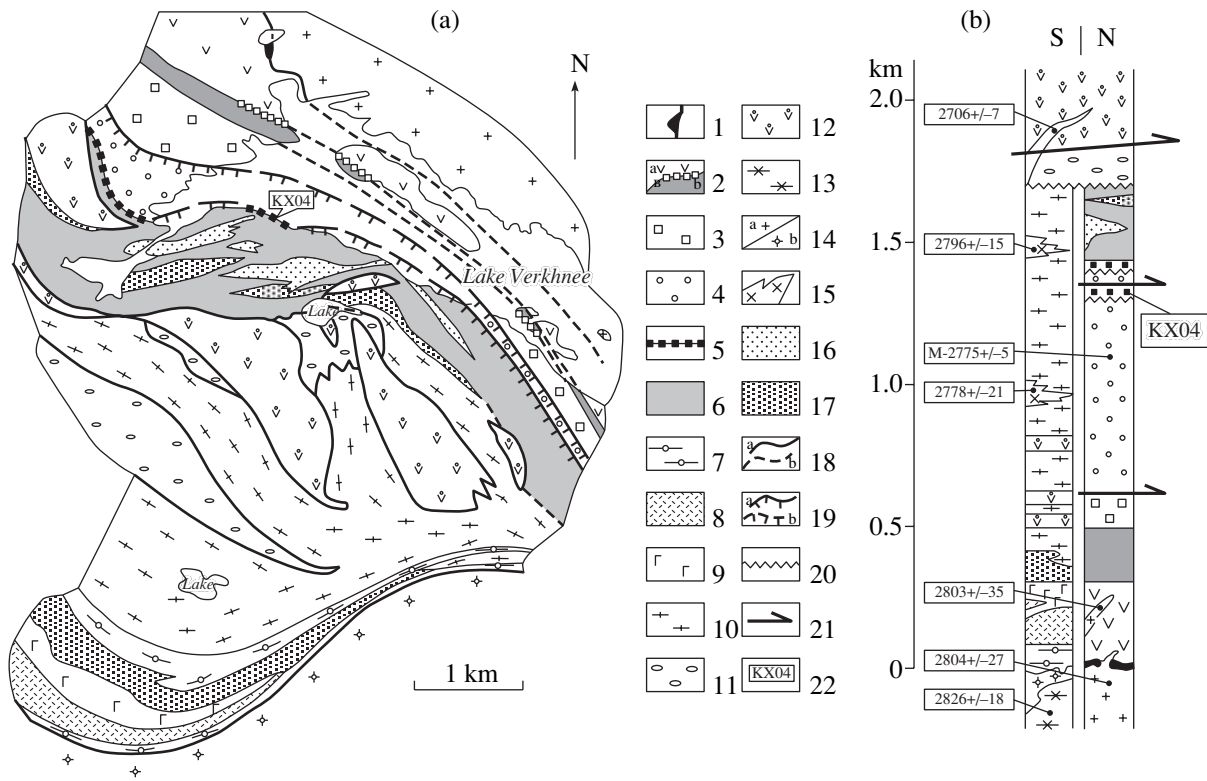 (a)
N
KX04
Lake Verkhnee
Lake
Lake
1 km
a
в
b
1
2
3
4
5
6
7
8
9
10
11
12
13
a
b
14
15
16
17
a
b
18
a
b
19
20
21
KX04
22
(b)
S
N
km
2.0
1.5
1.0
0.5
0
2706+/–7
2796+/–15
KX04
M-2775+/–5
2778+/–21
2803+/–35
2804+/–27
2826+/–18